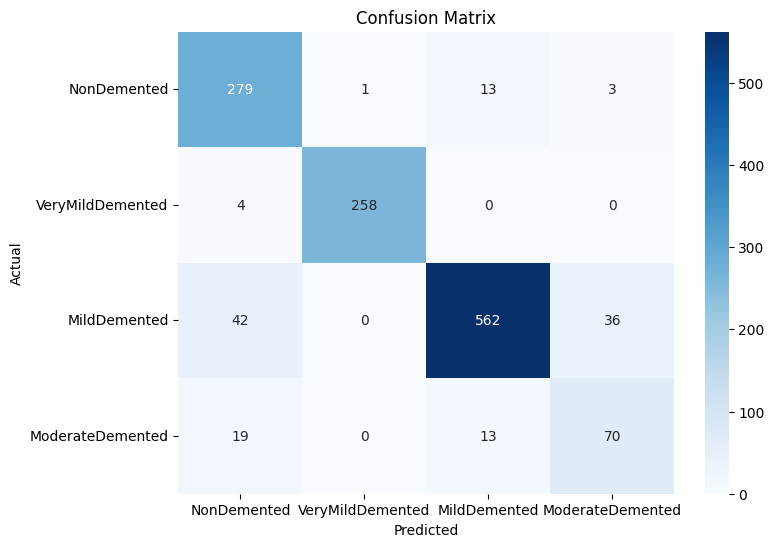 Confusion Matrix
NonDemented 279 1 13 3
VeryMildDemented 4 258 0 0
MildDemented 42 0 562 36
ModerateDemented 19 0 13 70
NonDemented VeryMildDemented MildDemented ModerateDemented
Predicted
Actual
500
400
300
200
100
0